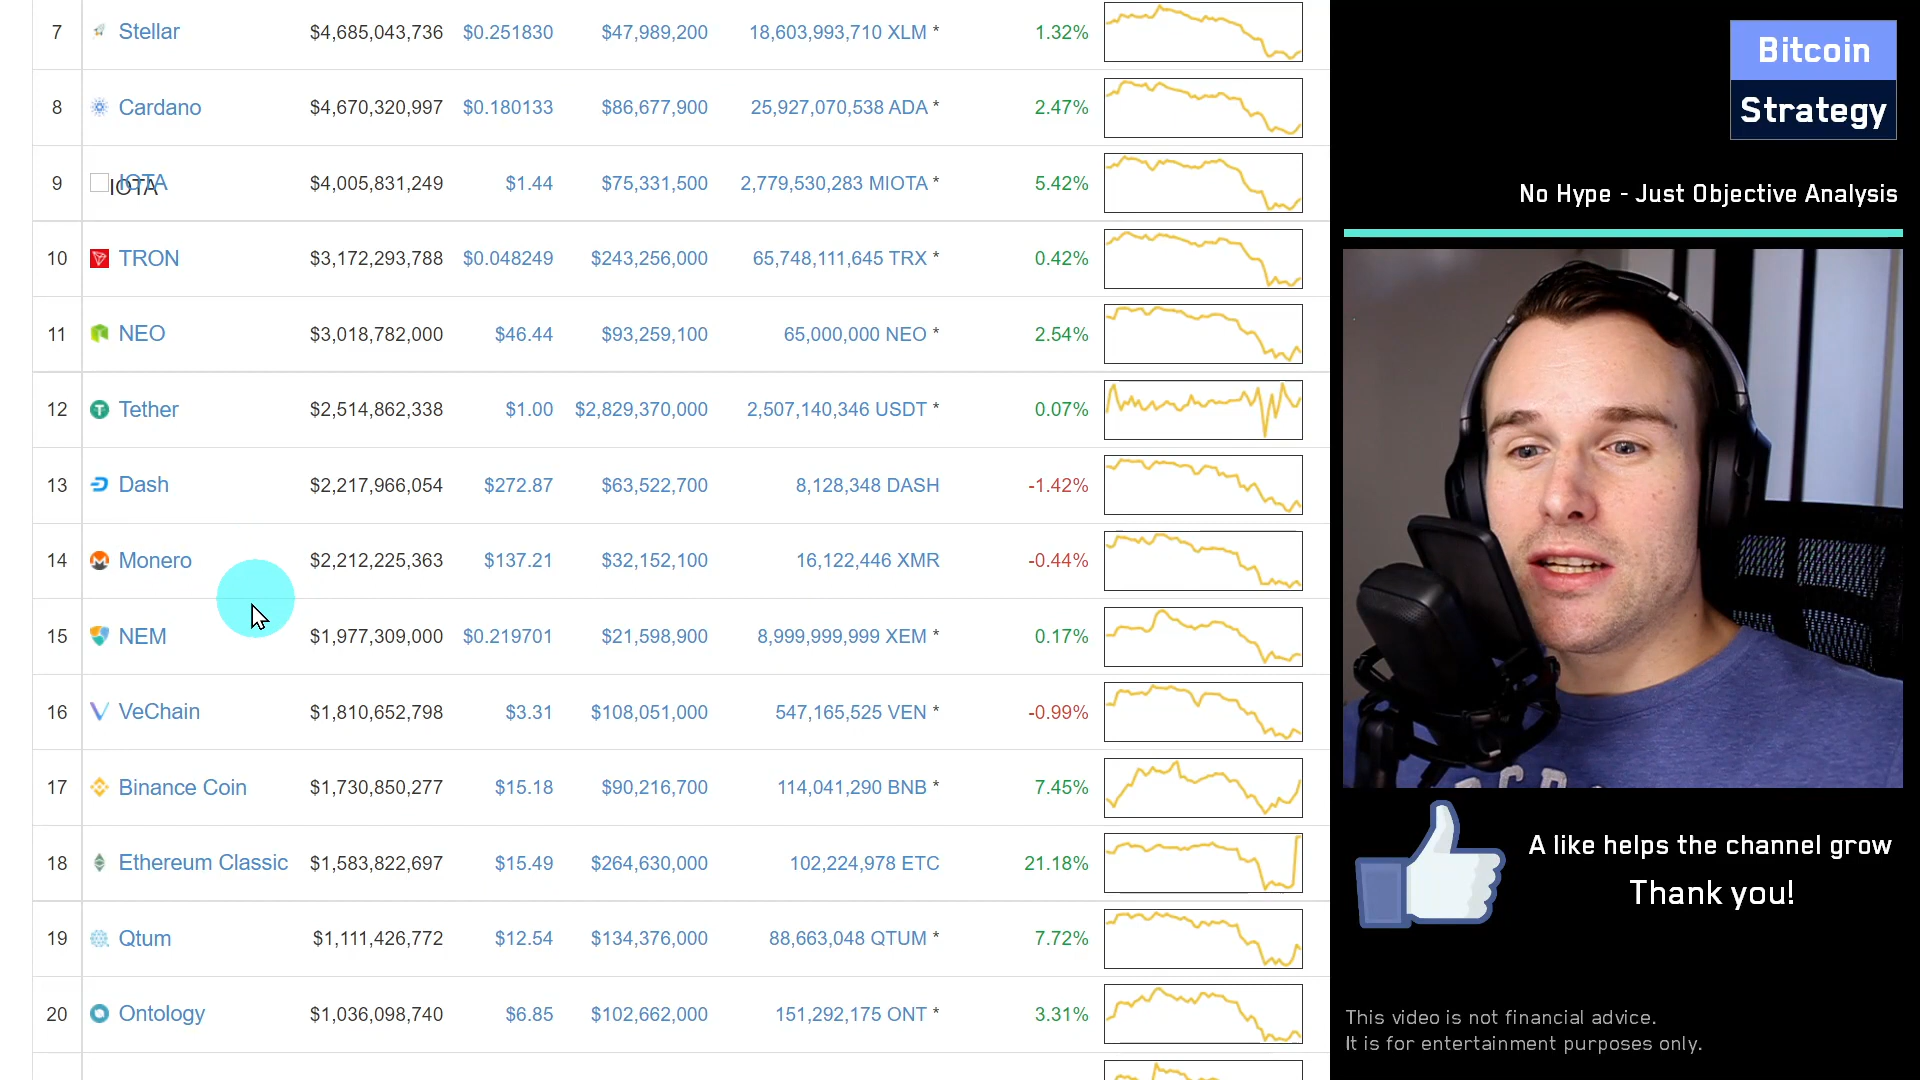 7 Stellar $4,685,043,736 $0.251830 $47,989,200 18,603,993,710 XLM * 1.32%
8 Cardano $4,670,320,997 $0.180133 $86,677,900 25,927,070,538 ADA * 2.47%
9 IOTA IOTA $4,005,831,249 $1.44 $75,331,500 2,779,530,283 MIOTA * 5.42%
10 TRON $3,172,293,788 $0.048249 $243,256,000 65,748,111,645 TRX * 0.42%
11 NEO $3,018,782,000 $46.44 $93,259,100 65,000,000 NEO * 2.54%
12 Tether $2,514,862,338 $1.00 $2,829,370,000 2,507,140,346 USDT * 0.07%
13 Dash $2,217,966,054 $272.87 $63,522,700 8,128,348 DASH -1.42%
14 Monero $2,212,225,363 $137.21 $32,152,100 16,122,446 XMR -0.44%
15 NEM $1,977,309,000 $0.219701 $21,598,900 8,999,999,999 XEM * 0.17%
16 VeChain $1,810,652,798 $3.31 $108,051,000 547,165,525 VEN * -0.99%
17 Binance Coin $1,730,850,277 $15.18 $90,216,700 114,041,290 BNB * 7.45%
18 Ethereum Classic $1,583,822,697 $15.49 $264,630,000 102,224,978 ETC 21.18%
19 Qtum $1,111,426,772 $12.54 $134,376,000 88,663,048 QTUM * 7.72%
20 Ontology $1,036,098,740 $6.85 $102,662,000 151,292,175 ONT * 3.31%
Bitcoin
Strategy
No Hype - Just Objective Analysis
A like helps the channel grow
Thank you!
This video is not financial advice.
It is for entertainment purposes only.